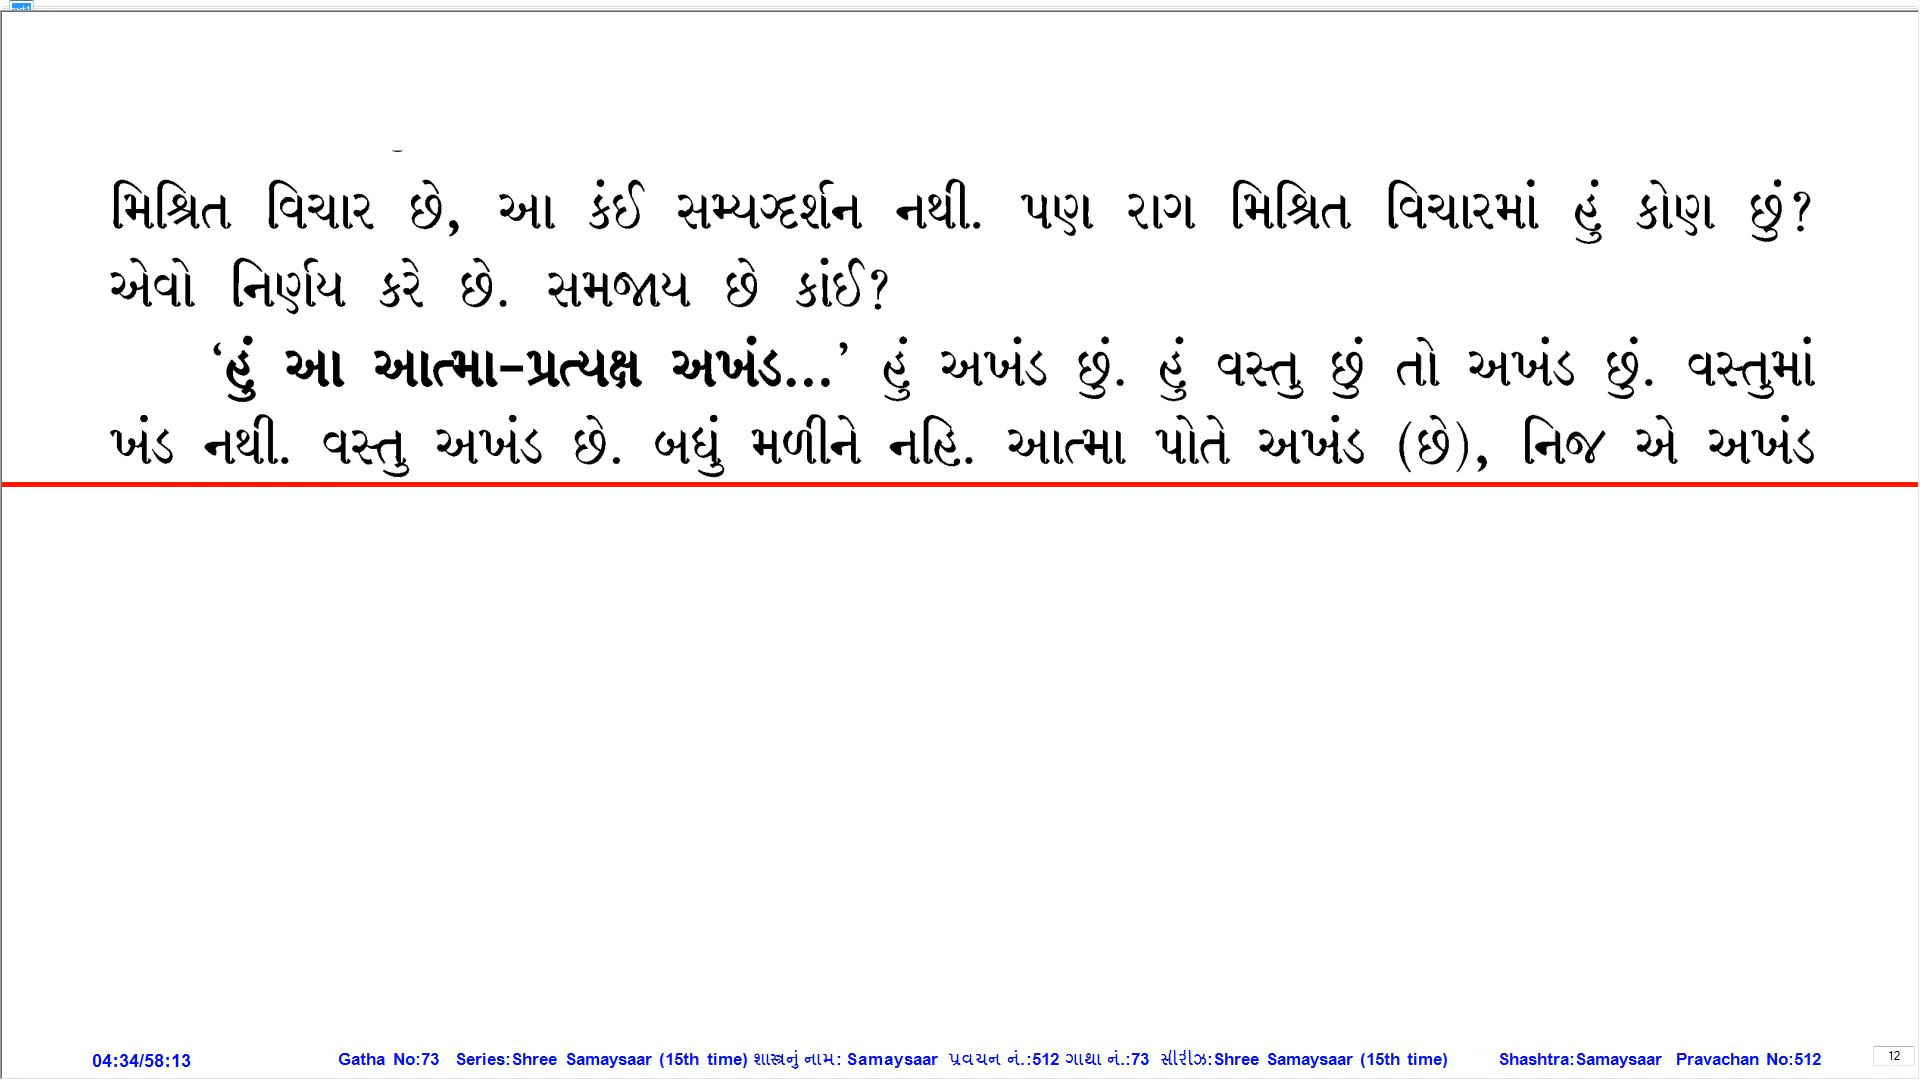 મિશ્રિત વિચાર છે, આ કંઈ સમ્યગ્દર્શન નથી. પણ રાગ મિશ્રિત વિચારમાં હું કોણ છું?
એવો નિર્ણય કરે છે. સમજાય છે કાંઈ?
‘હું આ આત્મા–પ્રત્યક્ષ અખંડ...’ હું અખંડ છું. હું વસ્તુ છું તો અખંડ છું. વસ્તુમાં
ખંડ નથી. વસ્તુ અખંડ છે. બધું મળીને નહિ. આત્મા પોતે અખંડ (છે), નિજ એ અખંડ
04:34/58:13 Gatha No:73 Series:Shree Samaysaar (15th time) શાસ્ત્રનું નામ: Samaysaar પ્રવચન નં.:512 ગાથા નં.:73 સીરીઝ:Shree Samaysaar (15th time) Shashtra:Samaysaar Pravachan No:512 12